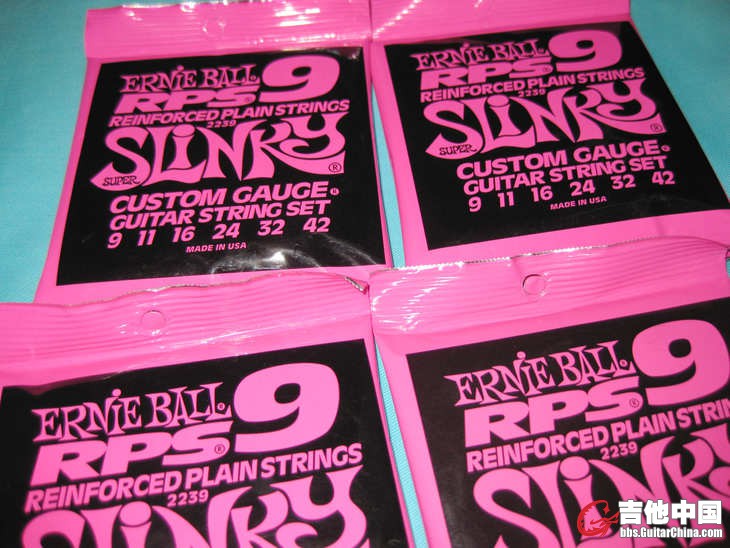 ERNIE BALL
RPS® 9
REINFORCED PLAIN STRINGS
2239
SUPER SLINKY®
CUSTOM GAUGE®
GUITAR STRING SET
9 11 16 24 32 42
MADE IN USA
ERNIE BALL
RPS® 9
REINFORCED PLAIN STRINGS
2239
SUPER SLINKY®
CUSTOM GAUGE®
GUITAR STRING SET
9 11 16 24 32 42
MADE IN USA
ERNIE BALL
RPS® 9
REINFORCED PLAIN STRINGS
2239
SLINKY
ERNIE BALL
RPS® 9
REINFORCED PLAIN STRIN
2239
SLINKY
吉他中国
bbs.GuitarChina.com